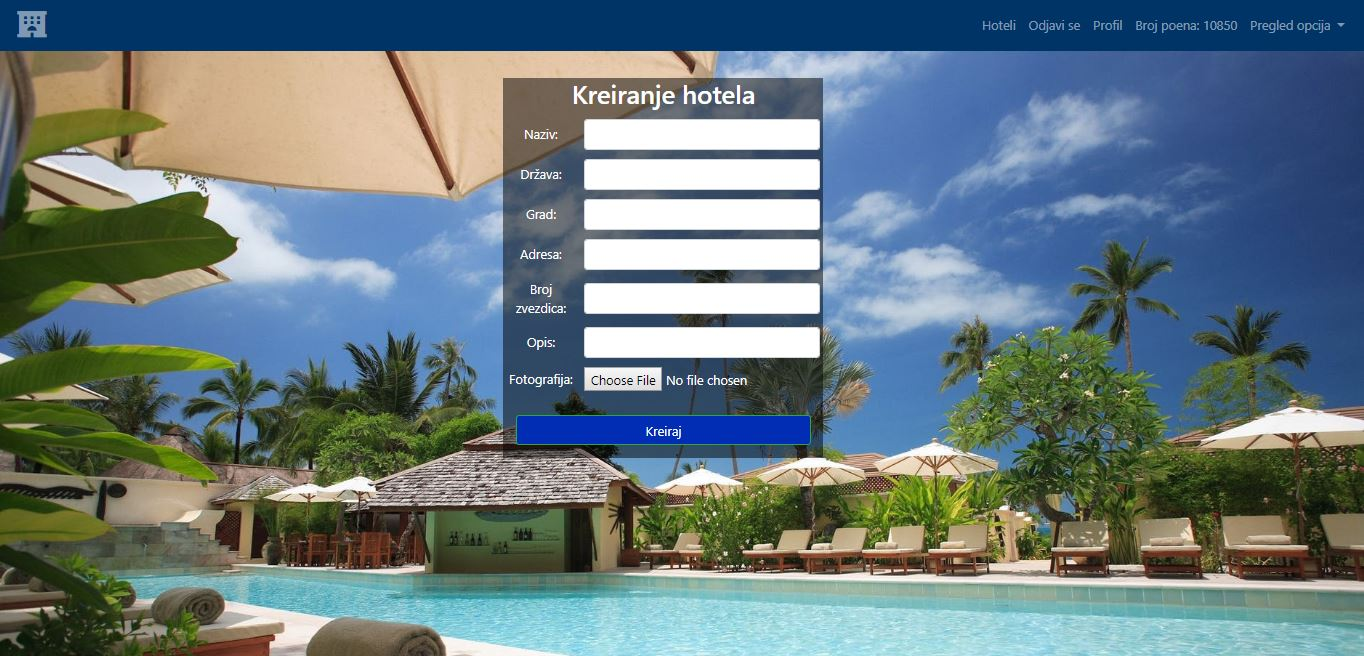 Hoteli Odjavi se Profil Broj poena: 10850 Pregled opcija
Kreiranje hotela
Naziv:
Država:
Grad:
Adresa:
Broj
zvezdica:
Opis:
Fotografija: Choose File No file chosen
Kreiraj